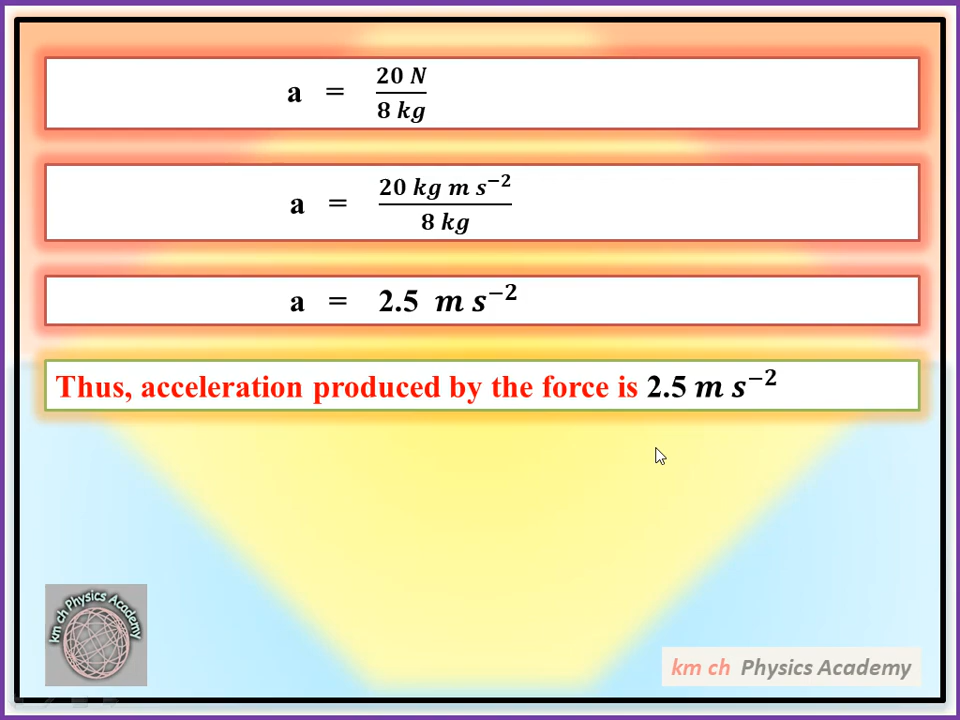 a = 20 N / 8 kg
a = 20 kg m s⁻² / 8 kg
a = 2.5 m s⁻²
Thus, acceleration produced by the force is 2.5 m s⁻²
km ch Physics Academy
km ch Physics Academy